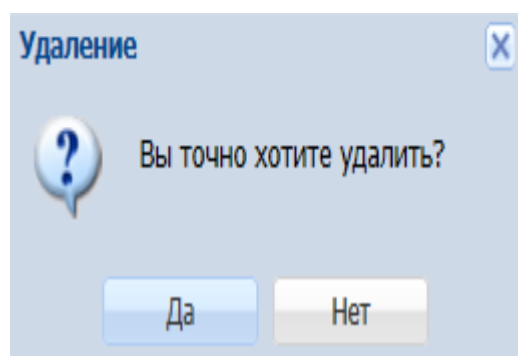 Удаление
Вы точно хотите удалить?
Да
Нет